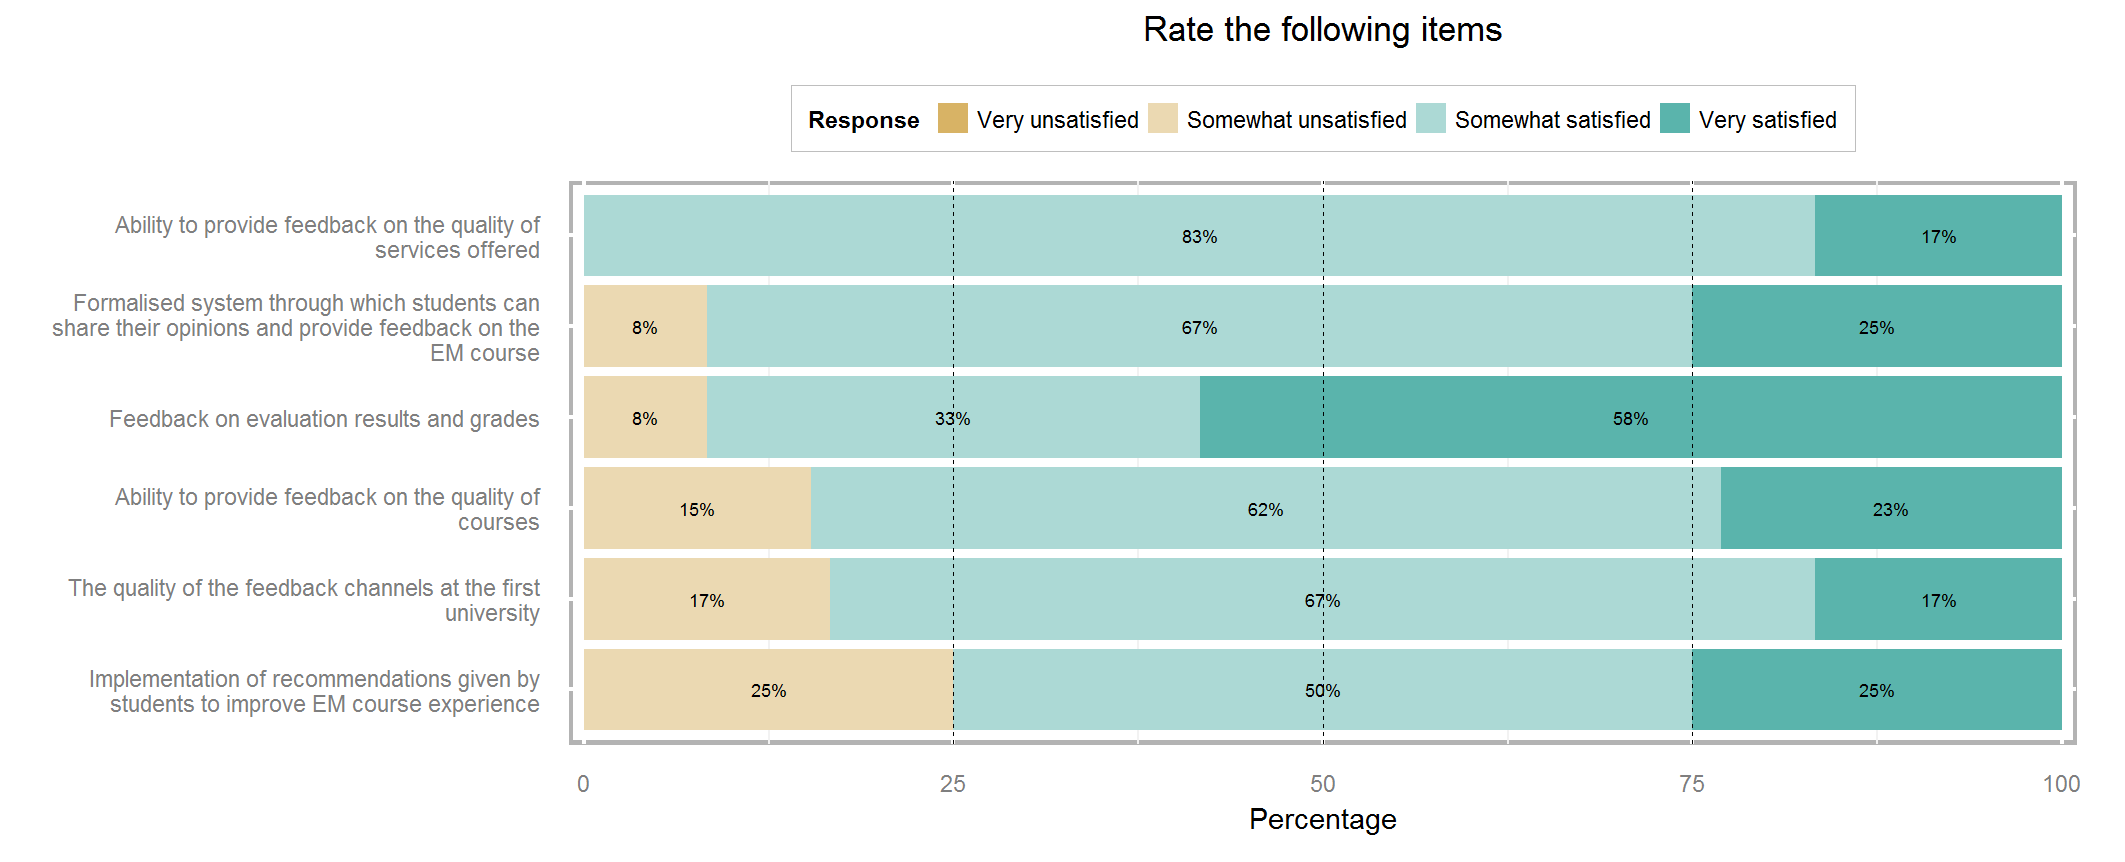 Rate the following items
Response Very unsatisfied Somewhat unsatisfied Somewhat satisfied Very satisfied
Ability to provide feedback on the quality of
services offered
83% 17%
Formalised system through which students can
share their opinions and provide feedback on the
EM course
8% 67% 25%
Feedback on evaluation results and grades
8% 33% 58%
Ability to provide feedback on the quality of
courses
15% 62% 23%
The quality of the feedback channels at the first
university
17% 67% 17%
Implementation of recommendations given by
students to improve EM course experience
25% 50% 25%
0 25 50 75 100
Percentage